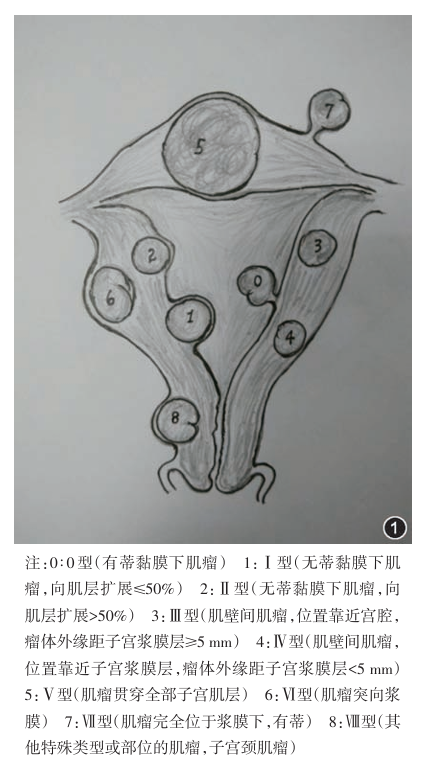 7
5
3
2
0
6
1
4
8
1
注:0:0 型(有蒂黏膜下肌瘤)  1:Ⅰ 型(无蒂黏膜下肌
瘤,向肌层扩展≤50%)  2:Ⅱ 型(无蒂黏膜下肌瘤,向
肌层扩展>50%)  3:Ⅲ型(肌壁间肌瘤,位置靠近宫腔,
瘤体外缘距子宫浆膜层≥5 mm)  4:Ⅳ型(肌壁间肌瘤,
位置靠近子宫浆膜层,瘤体外缘距子宫浆膜层<5 mm)
5:Ⅴ型(肌瘤贯穿全部子宫肌层)  6:Ⅵ型(肌瘤突向浆
膜)  7:Ⅶ型(肌瘤完全位于浆膜下,有蒂)  8:Ⅷ型(其
他特殊类型或部位的肌瘤,子宫颈肌瘤)